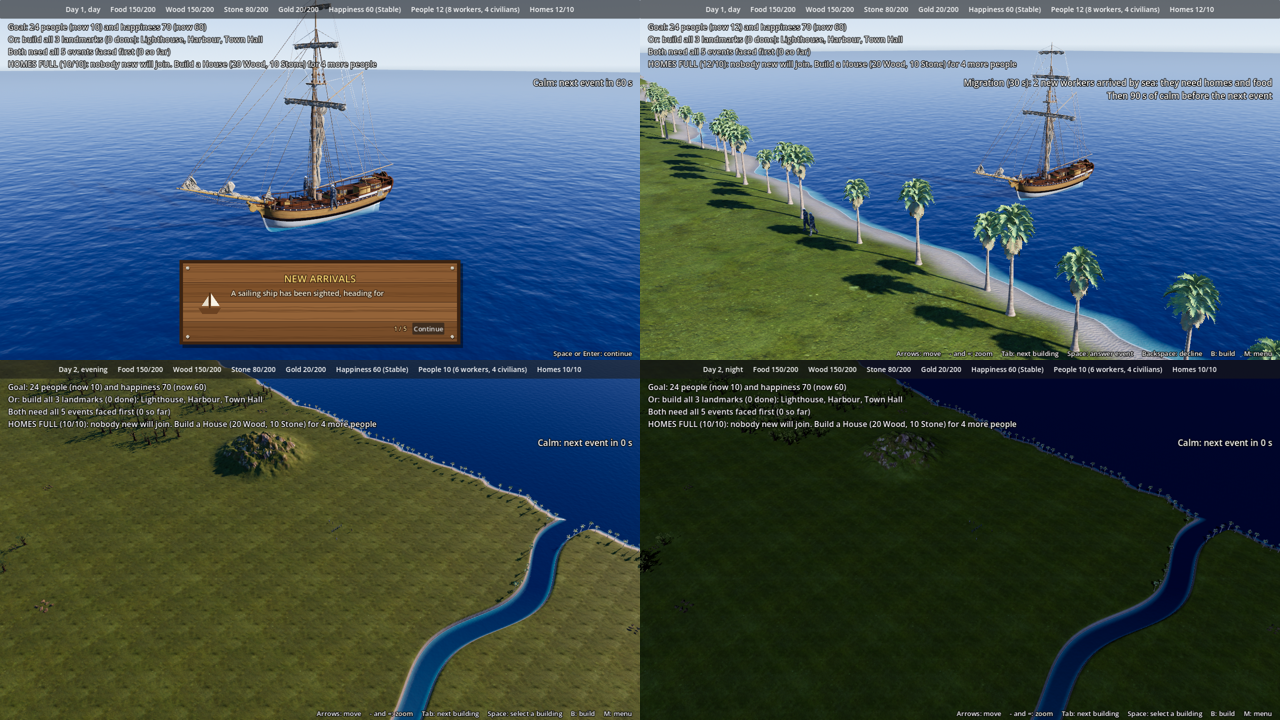 Day 1, day Food 150/200 Wood 150/200 Stone 80/200 Gold 20/200 Happiness 60 (Stable) People 12 (8 workers, 4 civilians) Homes 12/10
Goal: 24 people (now 10) and happiness 70 (now 60)
Or: build all 3 landmarks (0 done): Lighthouse, Harbour, Town Hall
Both need all 5 events faced first (0 so far)
HOMES FULL (10/10): nobody new will join. Build a House (20 Wood, 10 Stone) for 4 more people
Calm: next event in 60 s
NEW ARRIVALS
A sailing ship has been sighted, heading for
1 / 5 Continue
Space or Enter: continue
Day 1, day Food 150/200 Wood 150/200 Stone 80/200 Gold 20/200 Happiness 60 (Stable) People 12 (8 workers, 4 civilians) Homes 12/10
Goal: 24 people (now 12) and happiness 70 (now 60)
Or: build all 3 landmarks (0 done): Lighthouse, Harbour, Town Hall
Both need all 5 events faced first (0 so far)
HOMES FULL (12/10): nobody new will join. Build a House (20 Wood, 10 Stone) for 4 more people
Migration (30 s): 2 new workers arrived by sea: they need homes and food
Then 90 s of calm before the next event
Arrows: move - and =: zoom Tab: next building Space: answer event Backspace: decline B: build M: menu
Day 2, evening Food 150/200 Wood 150/200 Stone 80/200 Gold 20/200 Happiness 60 (Stable) People 10 (6 workers, 4 civilians) Homes 10/10
Goal: 24 people (now 10) and happiness 70 (now 60)
Or: build all 3 landmarks (0 done): Lighthouse, Harbour, Town Hall
Both need all 5 events faced first (0 so far)
HOMES FULL (10/10): nobody new will join. Build a House (20 Wood, 10 Stone) for 4 more people
Calm: next event in 0 s
Arrows: move - and =: zoom Tab: next building Space: select a building B: build M: menu
Day 2, night Food 150/200 Wood 150/200 Stone 80/200 Gold 20/200 Happiness 60 (Stable) People 10 (6 workers, 4 civilians) Homes 10/10
Goal: 24 people (now 10) and happiness 70 (now 60)
Or: build all 3 landmarks (0 done): Lighthouse, Harbour, Town Hall
Both need all 5 events faced first (0 so far)
HOMES FULL (10/10): nobody new will join. Build a House (20 Wood, 10 Stone) for 4 more people
Calm: next event in 0 s
Arrows: move - and =: zoom Tab: next building Space: select a building B: build M: menu